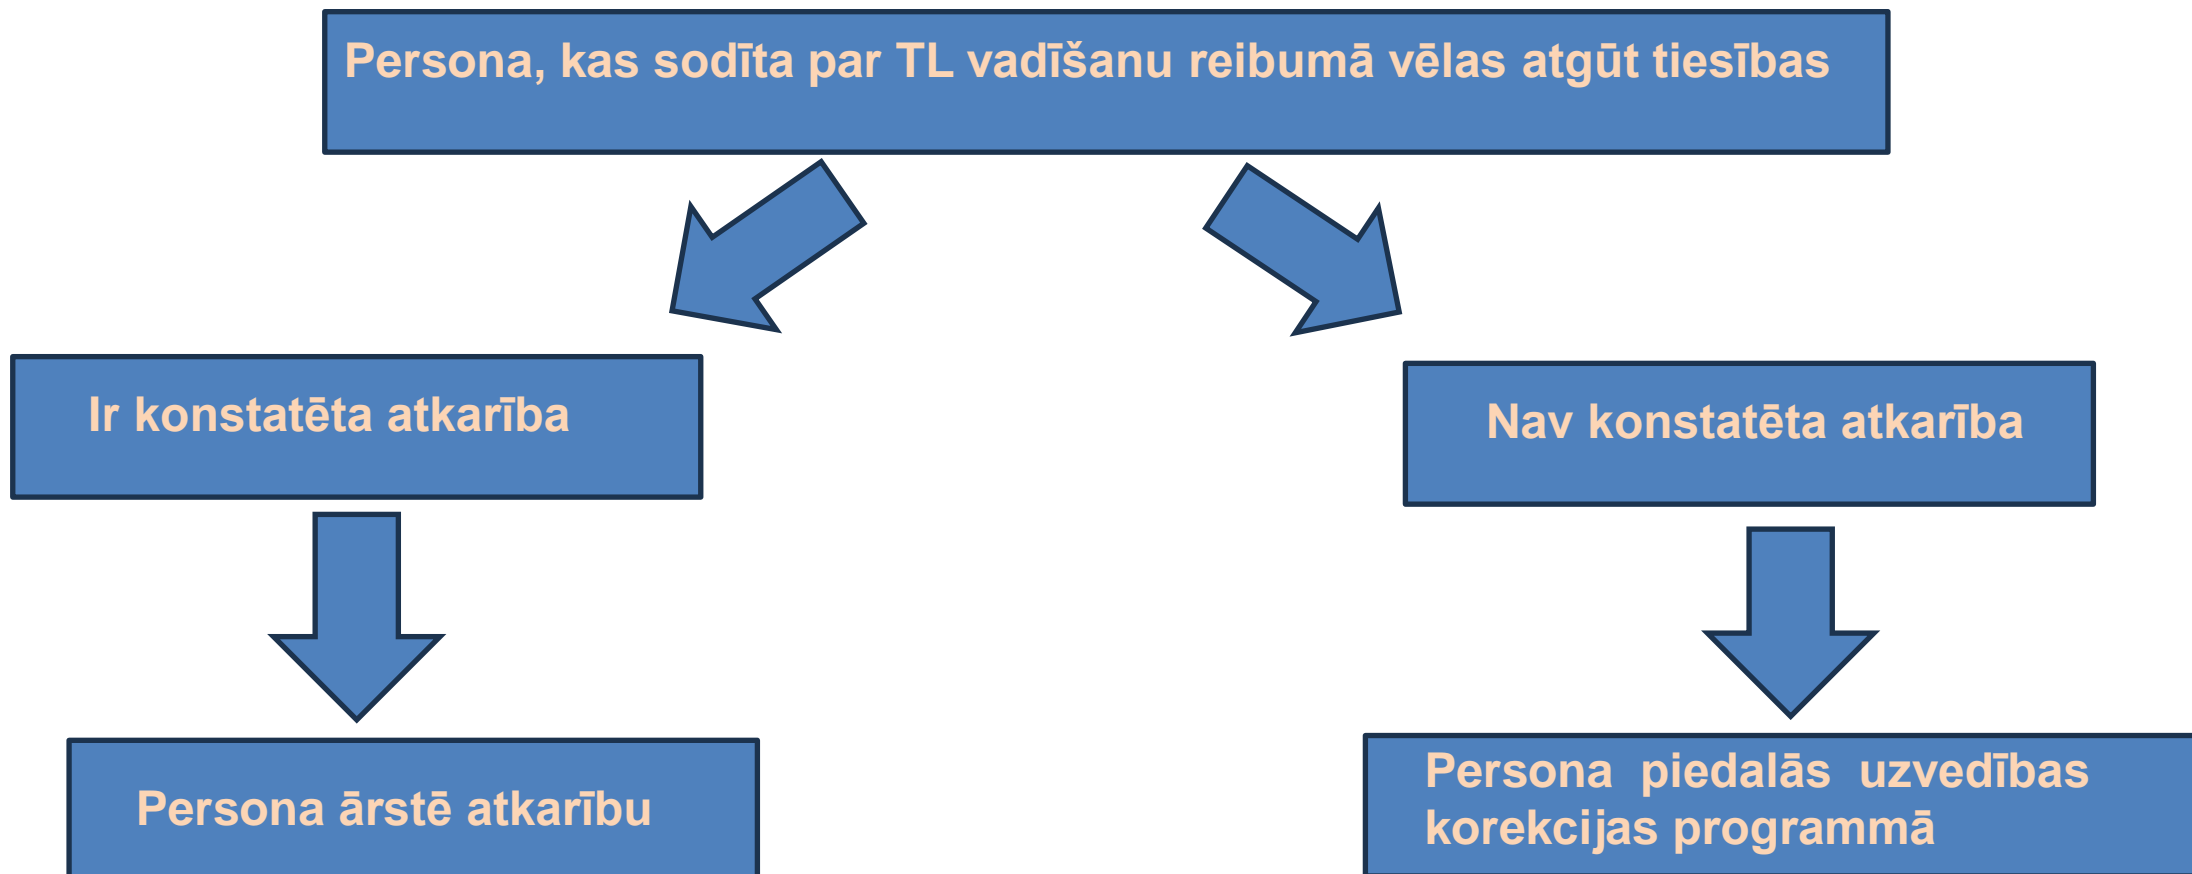 Persona, kas sodīta par TL vadīšanu reibumā vēlas atgūt tiesības
Ir konstatēta atkarība
Nav konstatēta atkarība
Persona ārstē atkarību
Persona piedalās uzvedības
korekcijas programmā